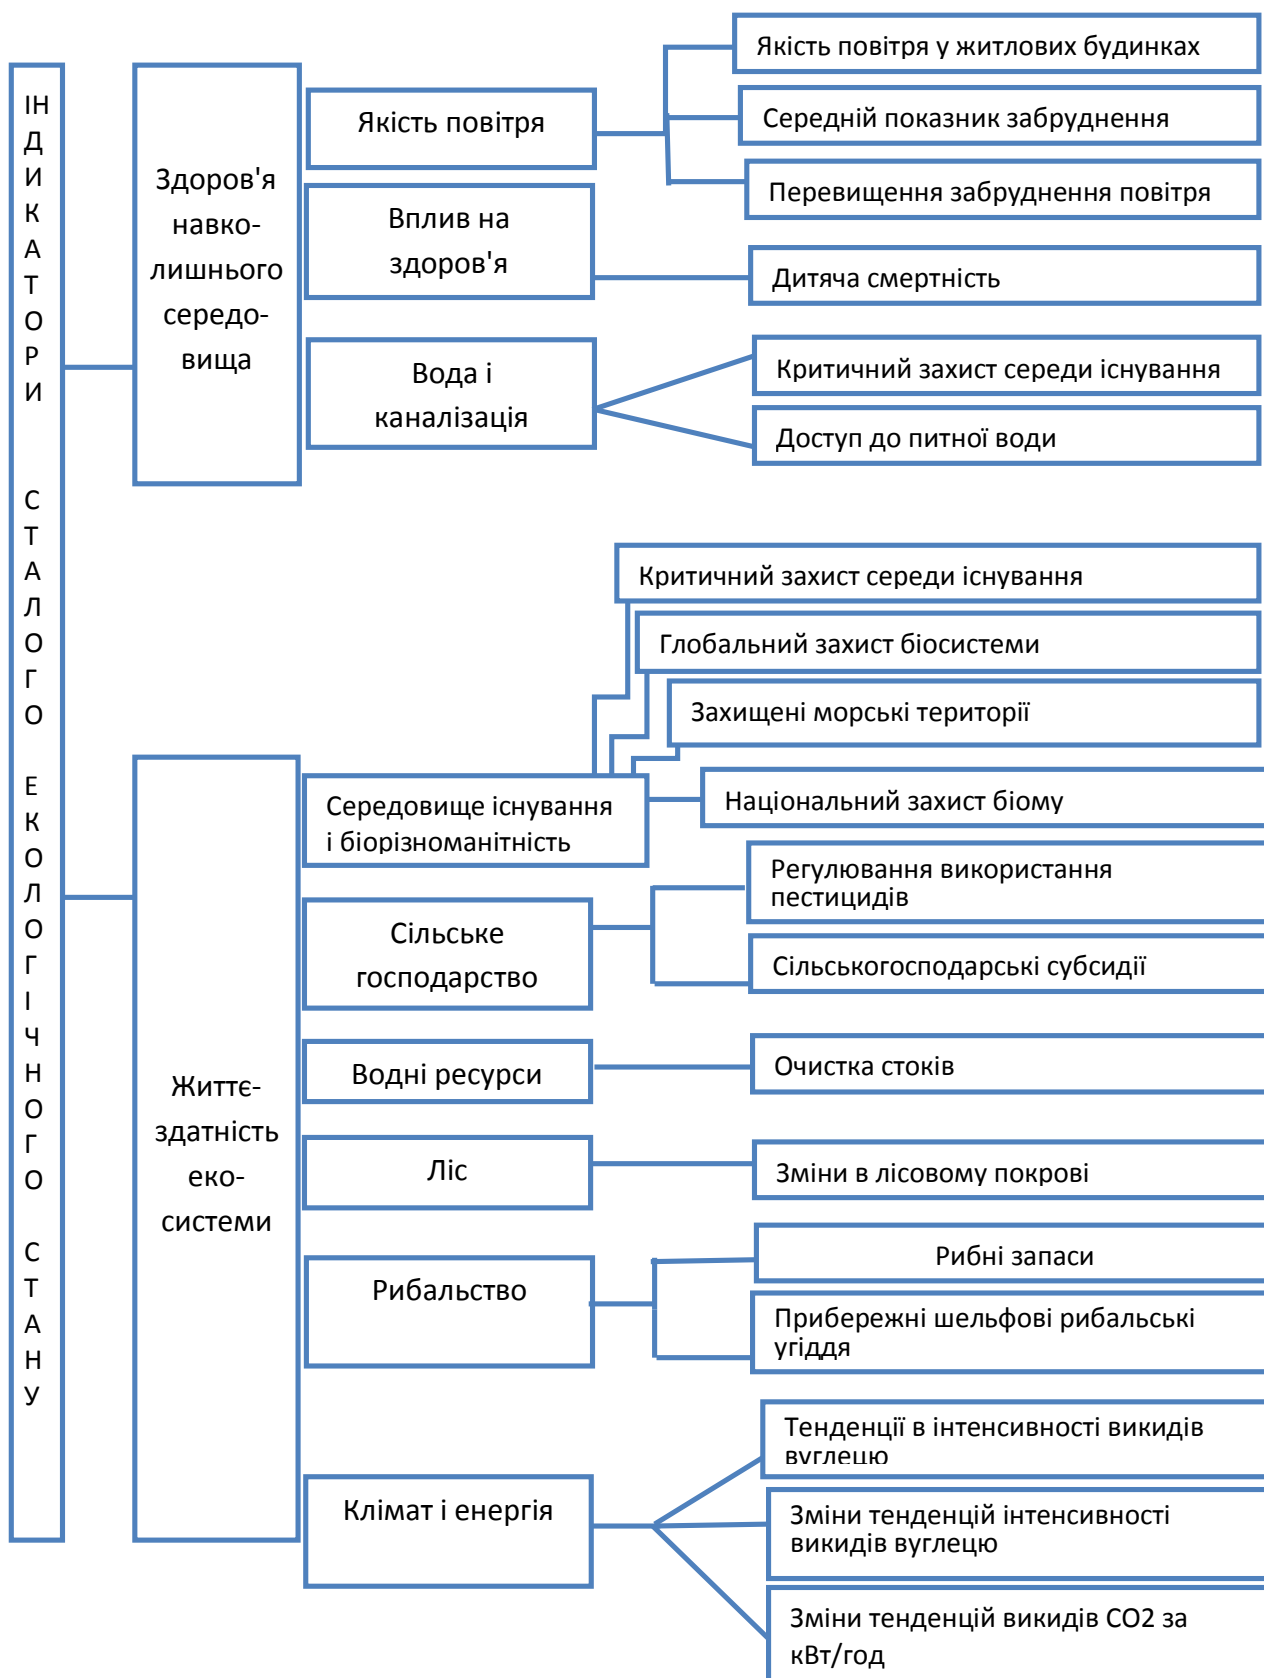 ІНДИКАТОРИ СТАЛОГО ЕКОЛОГІЧНОГО СТАНУ
Здоров'я
навко-
лишнього
середо-
вища
Якість повітря
Якість повітря у житлових будинках
Середній показник забруднення
Перевищення забруднення повітря
Вплив на
здоров'я
Дитяча смертність
Вода і
каналізація
Критичний захист середи існування
Доступ до питної води
Життє-
здатність
еко-
системи
Середовище існування
і біорізноманітність
Критичний захист середи існування
Глобальний захист біосистеми
Захищені морські території
Національний захист біому
Сільське
господарство
Регулювання використання
пестицидів
Сільськогосподарські субсидії
Водні ресурси
Очистка стоків
Ліс
Зміни в лісовому покрові
Рибальство
Рибні запаси
Прибережні шельфові рибальські
угіддя
Клімат і енергія
Тенденції в інтенсивності викидів
вуглецю
Зміни тенденцій інтенсивності
викидів вуглецю
Зміни тенденцій викидів СО2 за
кВт/год